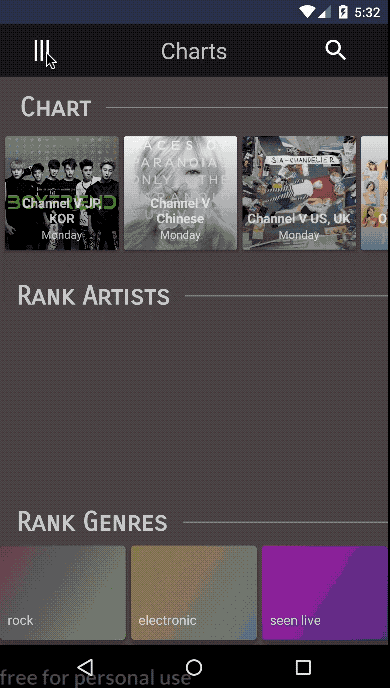 5:32
Charts
CHART
ACES OF
PARANOIA
ONLY THE
SIA - CHANDELIER
Channel V JP,
KOR
Monday
Channel V
Chinese
Monday
Channel V US, UK
Monday
O
RANK ARTISTS
RANK GENRES
rock
electronic
seen live
free for personal use